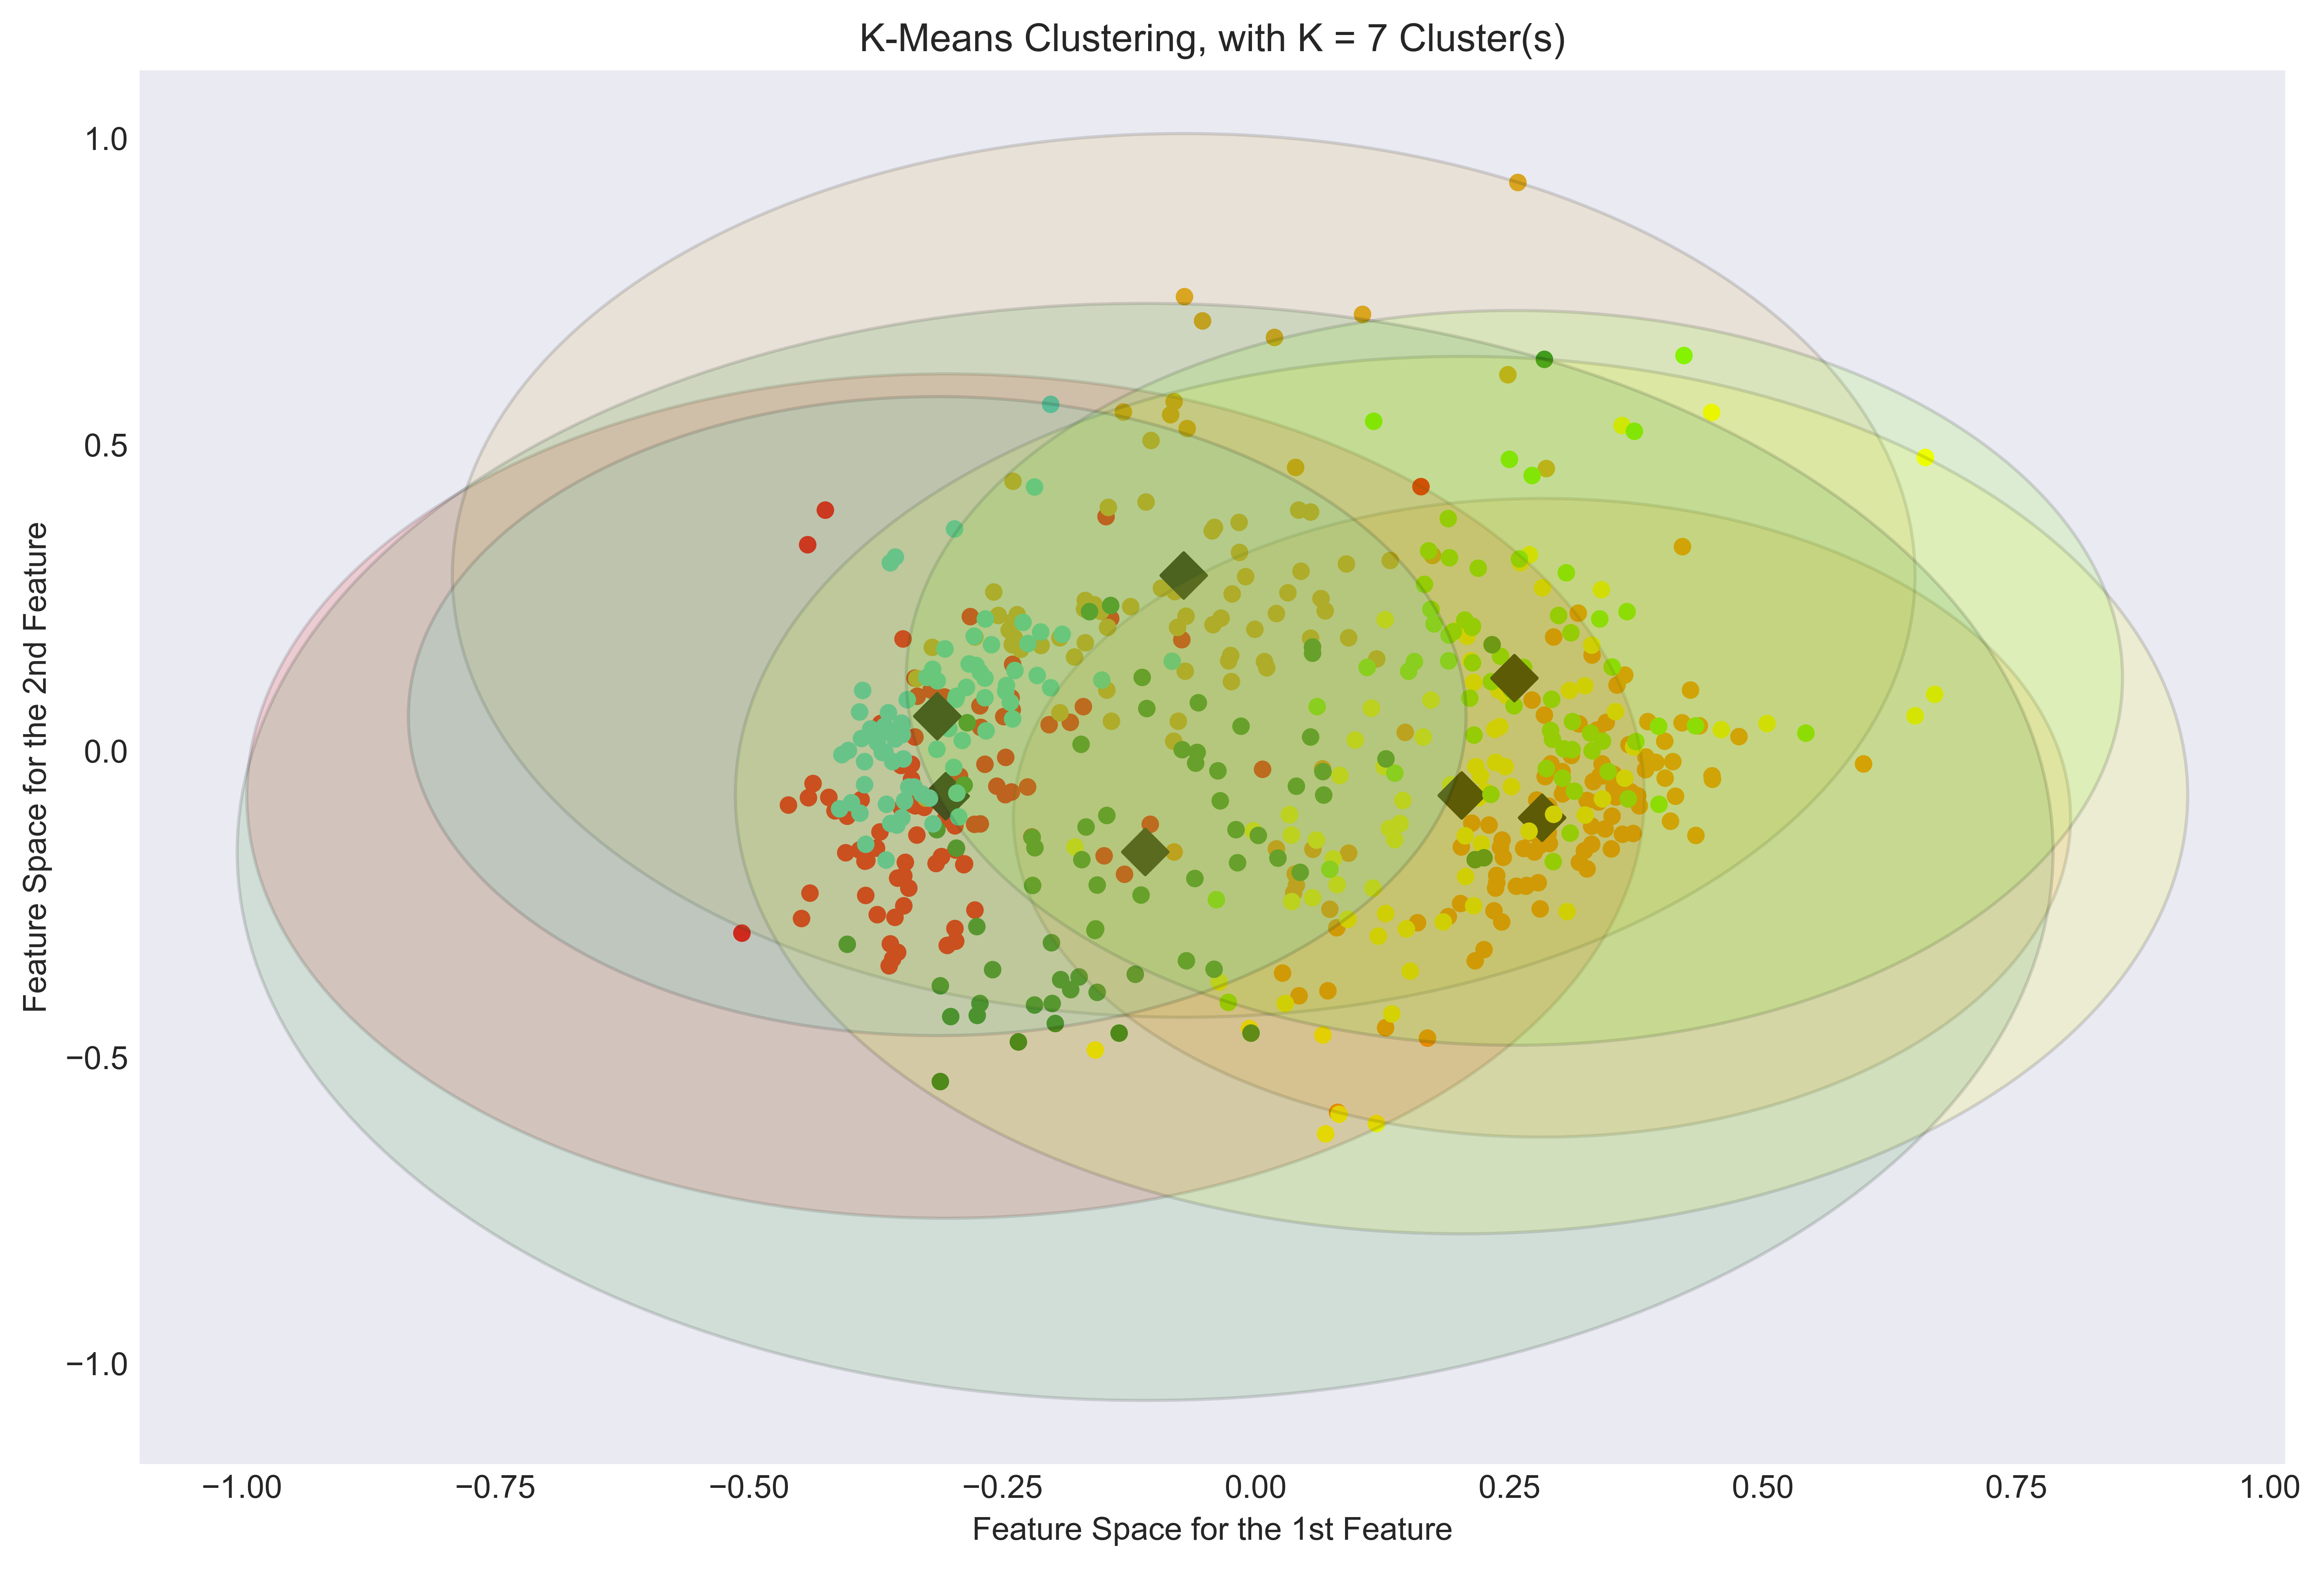 K-Means Clustering, with K = 7 Cluster(s)
1.0
0.5
0.0
−0.5
−1.0
Feature Space for the 2nd Feature
−1.00 −0.75 −0.50 −0.25 0.00 0.25 0.50 0.75 1.00
Feature Space for the 1st Feature